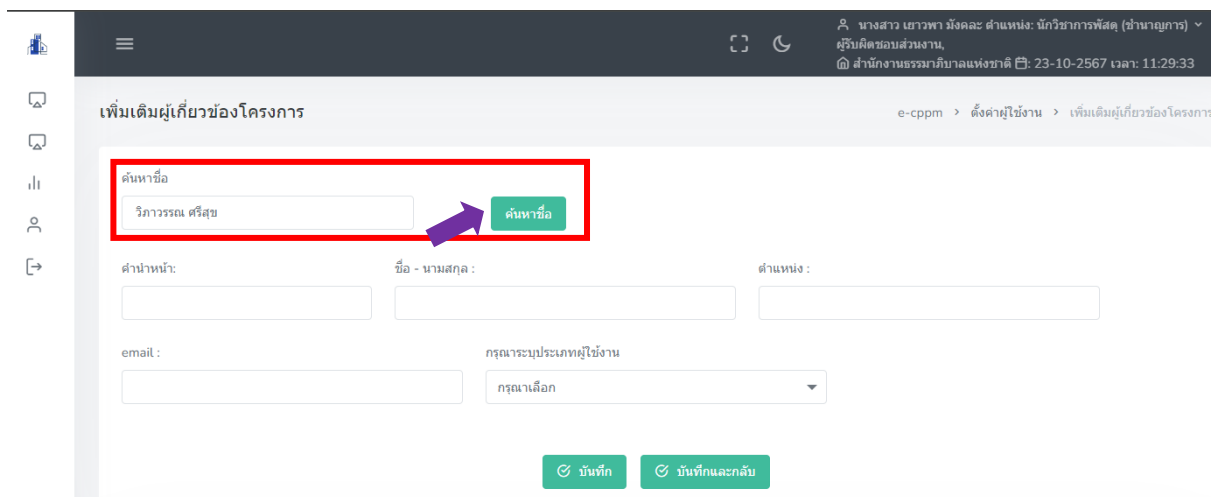 นางสาว เยาวพา มังคละ ตำแหน่ง: นักวิชาการพัสดุ (ชำนาญการ)
ผู้รับผิดชอบส่วนงาน,
สำนักงานธรรมาภิบาลแห่งชาติ : 23-10-2567 เวลา: 11:29:33
เพิ่มเติมผู้เกี่ยวข้องโครงการ
e-cppm > ตั้งค่าผู้ใช้งาน > เพิ่มเติมผู้เกี่ยวข้องโครงการ
ค้นหาชื่อ
วิภาวรรณ ศรีสุข ค้นหาชื่อ
คำนำหน้า: ชื่อ - นามสกุล : ตำแหน่ง :
email : กรุณาระบุประเภทผู้ใช้งาน
กรุณาเลือก
บันทึก บันทึกและกลับ